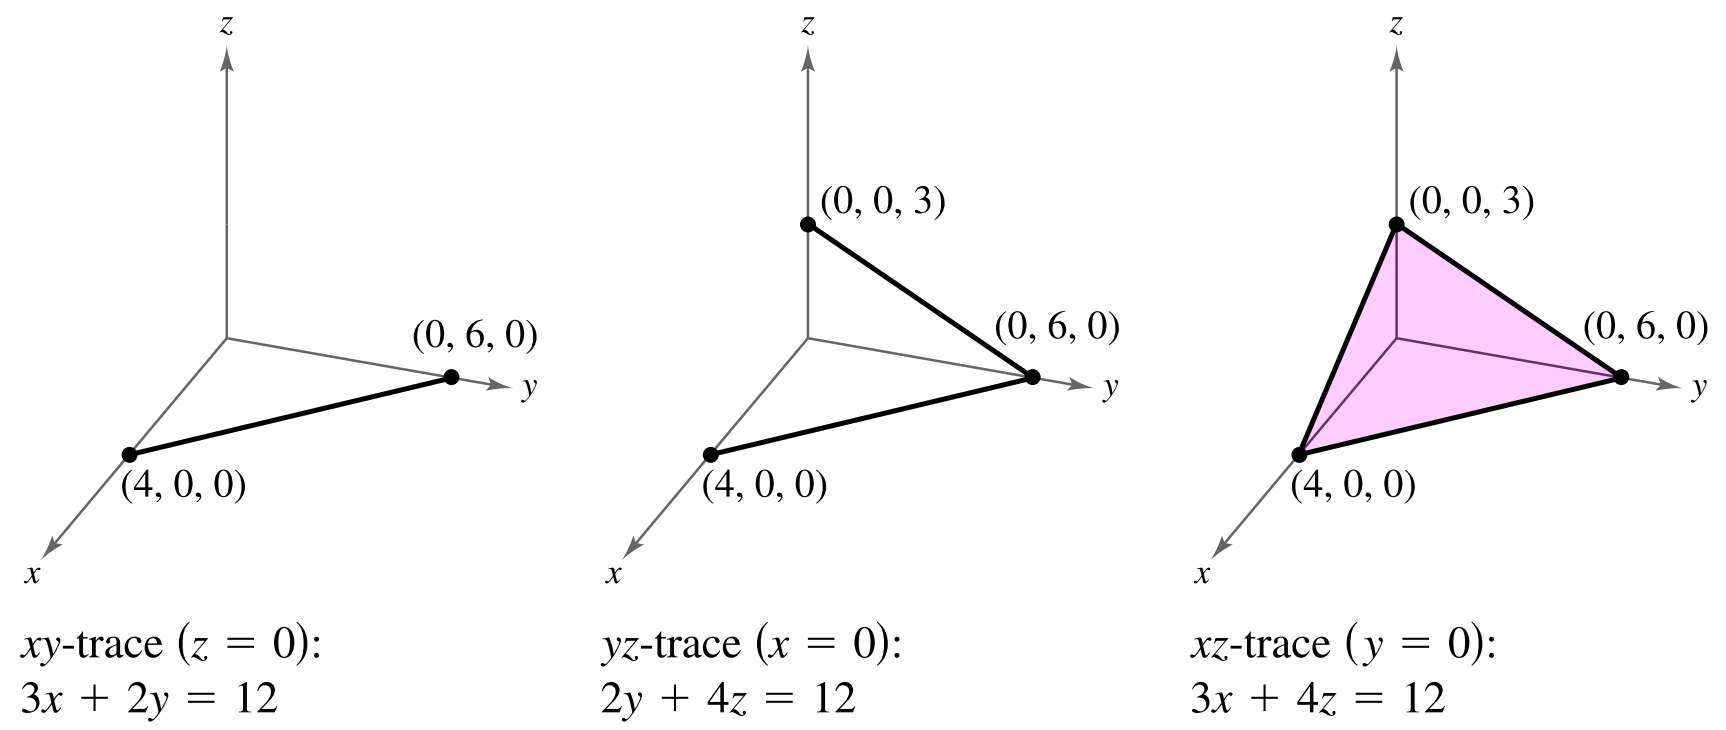 z
(0, 6, 0)
y
(4, 0, 0)
x
xy-trace (z = 0):
3x + 2y = 12
z
(0, 0, 3)
(0, 6, 0)
y
(4, 0, 0)
x
yz-trace (x = 0):
2y + 4z = 12
z
(0, 0, 3)
(0, 6, 0)
y
(4, 0, 0)
x
xz-trace (y = 0):
3x + 4z = 12